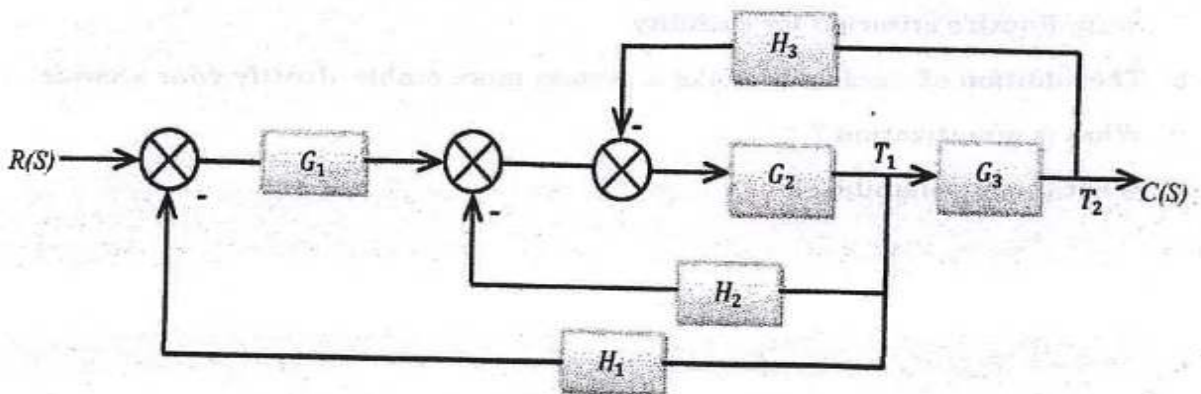 H₃
R(S)
G₁
G₂
T₁
G₃
T₂
C(S)
H₂
H₁
-
-
-